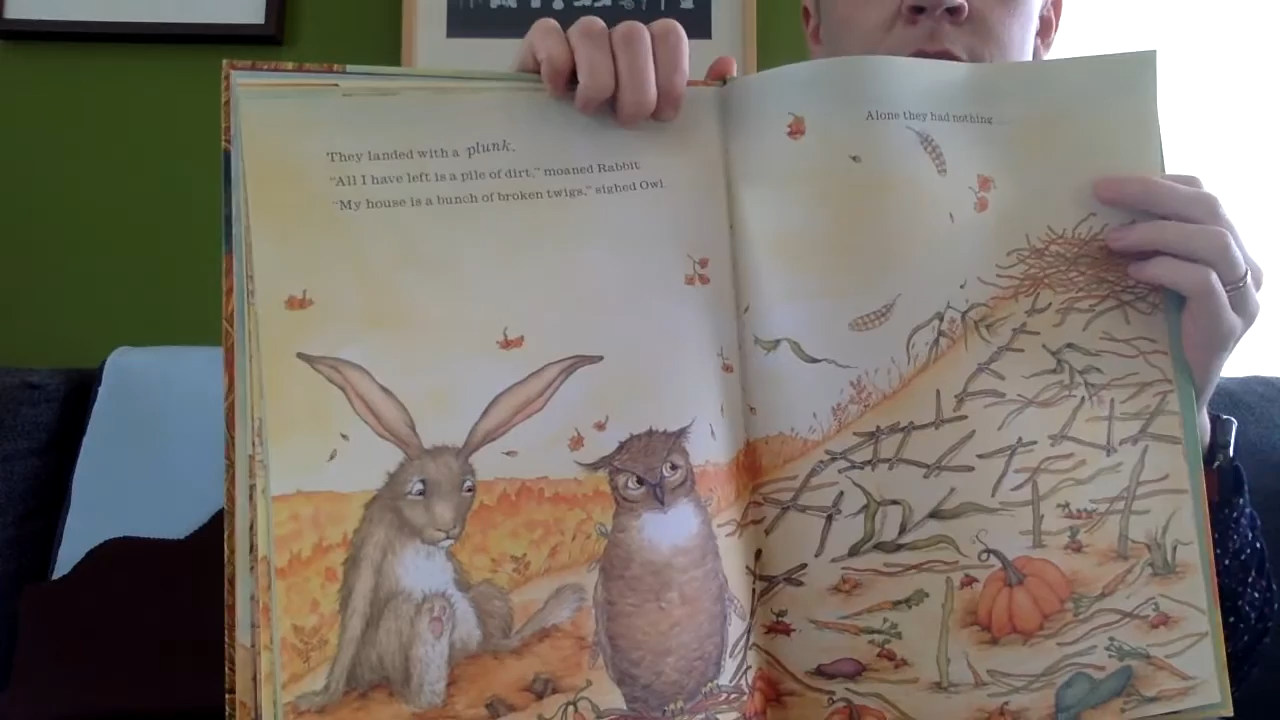 They landed with a plunk.
"All I have left is a pile of dirt," moaned Rabbit.
"My house is a bunch of broken twigs," sighed Owl.
Alone they had nothing . . .